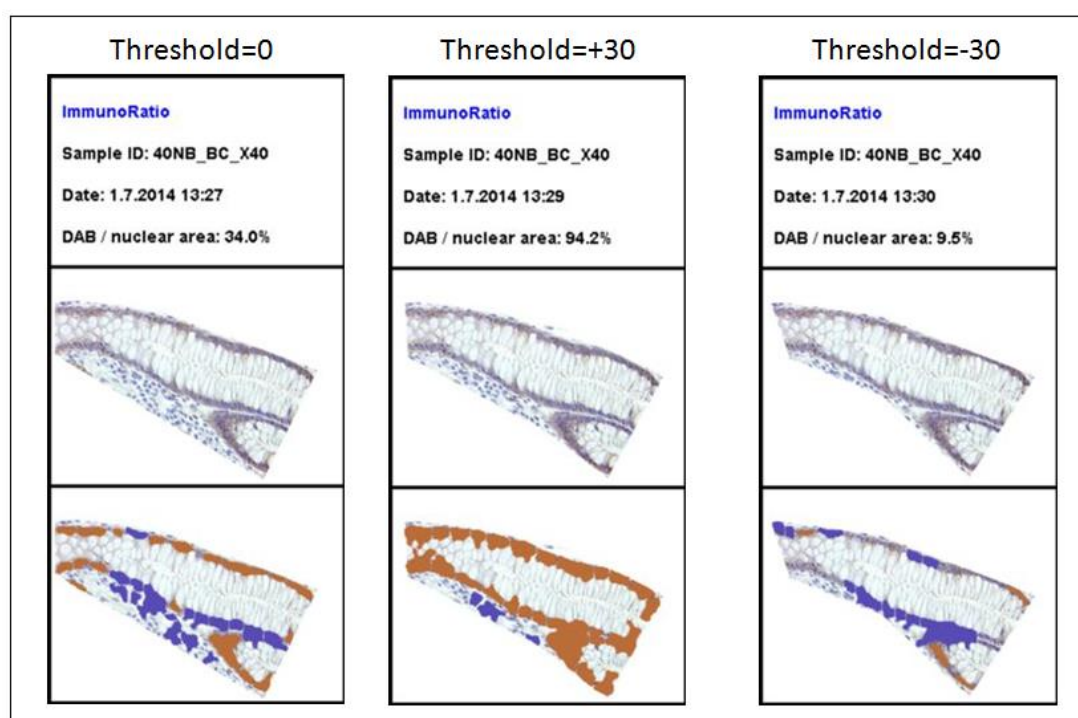 Threshold=0
ImmunoRatio
Sample ID: 40NB_BC_X40
Date: 1.7.2014 13:27
DAB / nuclear area: 34.0%
Threshold=+30
ImmunoRatio
Sample ID: 40NB_BC_X40
Date: 1.7.2014 13:29
DAB / nuclear area: 94.2%
Threshold=-30
ImmunoRatio
Sample ID: 40NB_BC_X40
Date: 1.7.2014 13:30
DAB / nuclear area: 9.5%